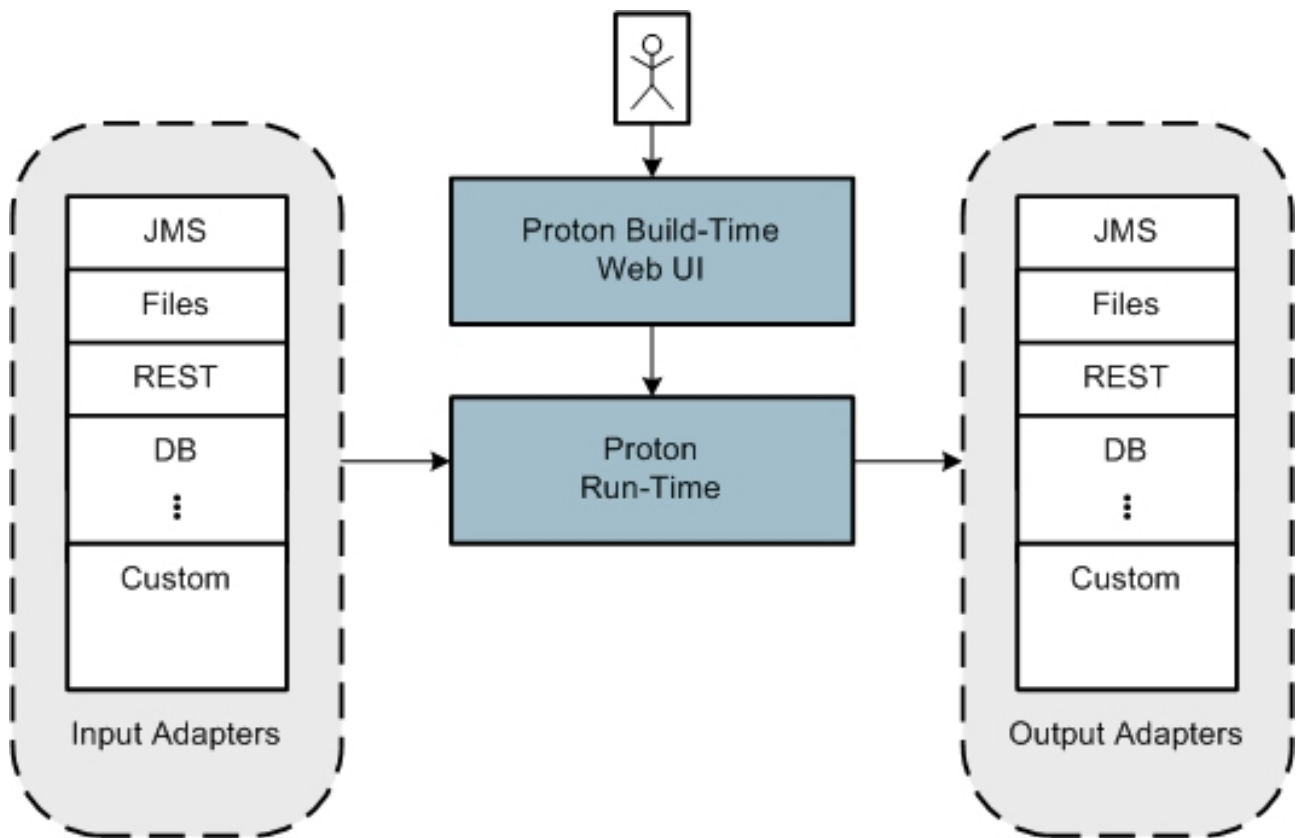 Proton Build-Time
Web UI
Proton
Run-Time
JMS
Files
REST
DB
Custom
Input Adapters
JMS
Files
REST
DB
Custom
Output Adapters